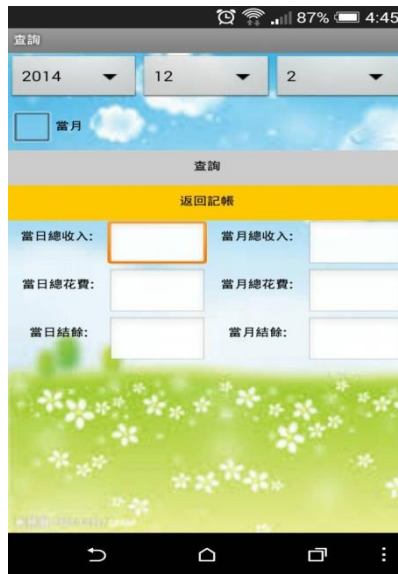 87% 4:45
查詢
2014 12 2
當月
查詢
返回記帳
當日總收入: 當月總收入:
當日總花費: 當月總花費:
當日結餘: 當月結餘: